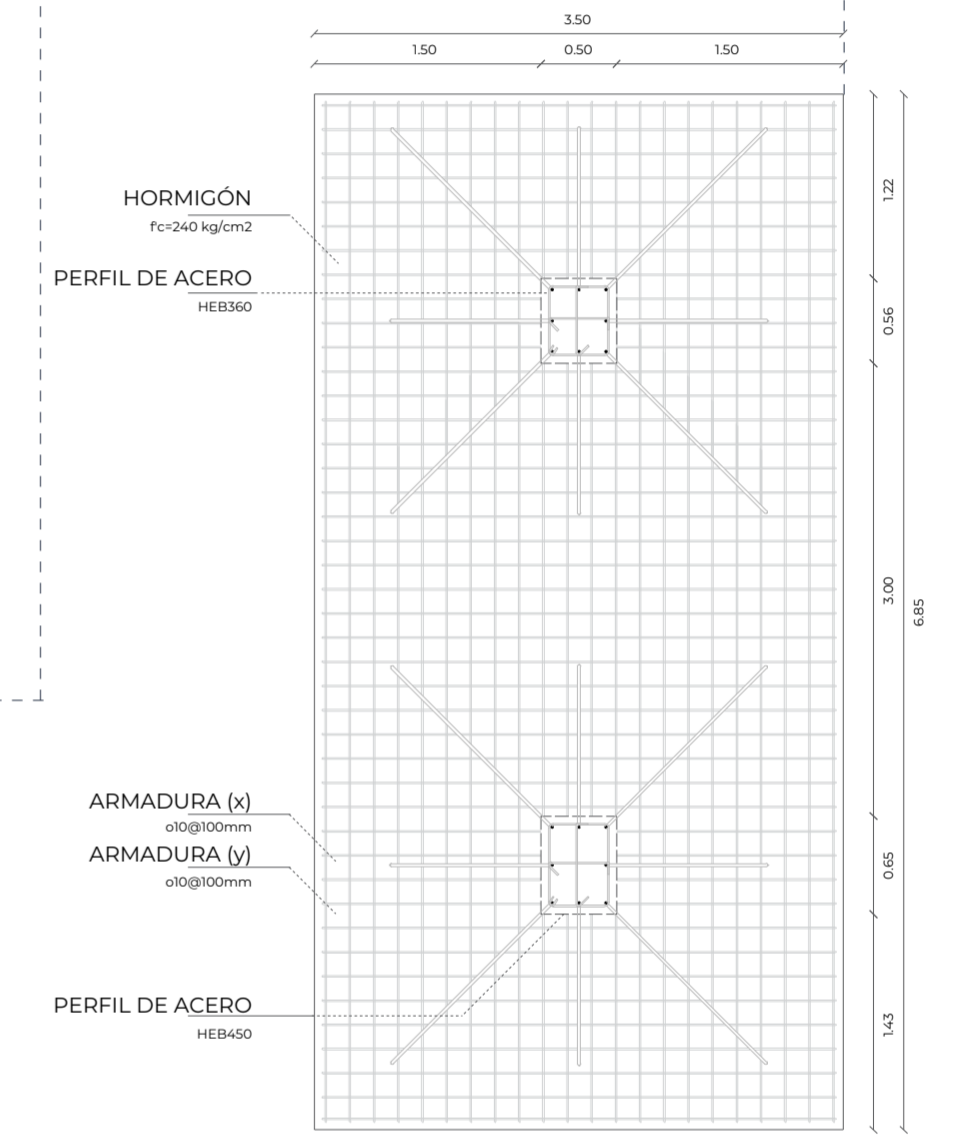 3.50
1.50
0.50
1.50
HORMIGÓN
f'c=240 kg/cm2
PERFIL DE ACERO
HEB360
1.22
0.56
3.00
6.85
ARMADURA (x)
o10@100mm
ARMADURA (y)
o10@100mm
0.65
PERFIL DE ACERO
HEB450
1.43